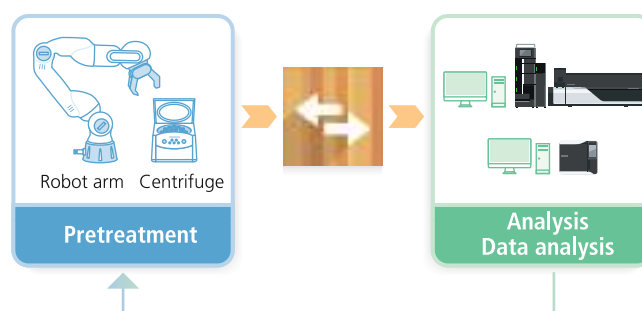 Robot arm Centrifuge
Pretreatment
Analysis
Data analysis